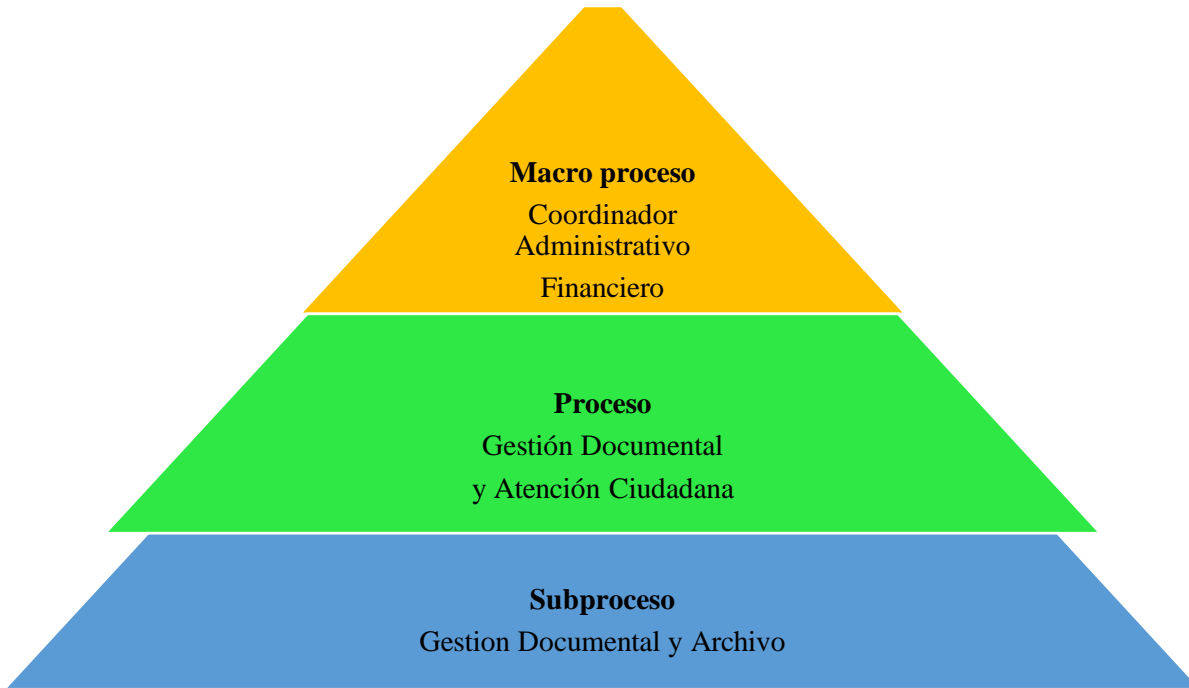 Macro proceso
Coordinador
Administrativo
Financiero
Proceso
Gestión Documental
y Atención Ciudadana
Subproceso
Gestion Documental y Archivo